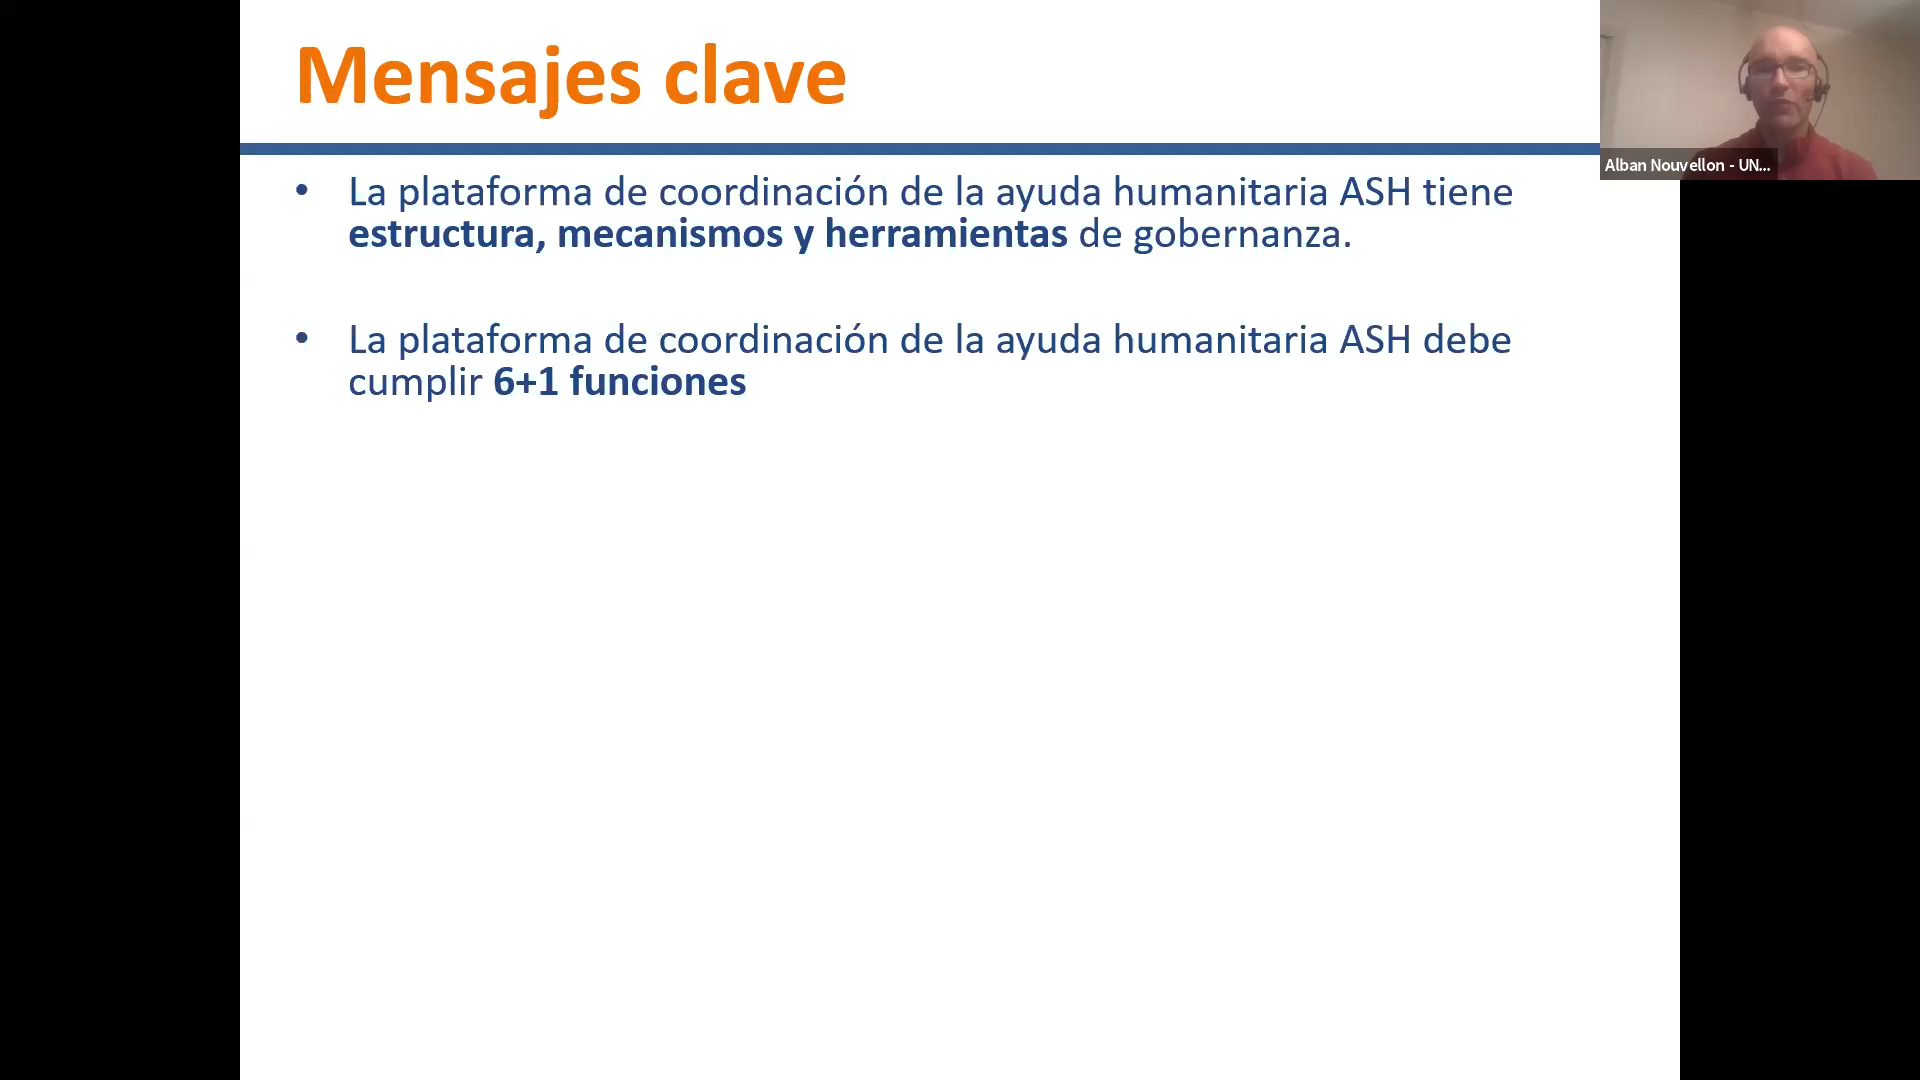 Mensajes clave
• La plataforma de coordinación de la ayuda humanitaria ASH tiene
estructura, mecanismos y herramientas de gobernanza.
• La plataforma de coordinación de la ayuda humanitaria ASH debe
cumplir 6+1 funciones
Alban Nouvellon - UN...